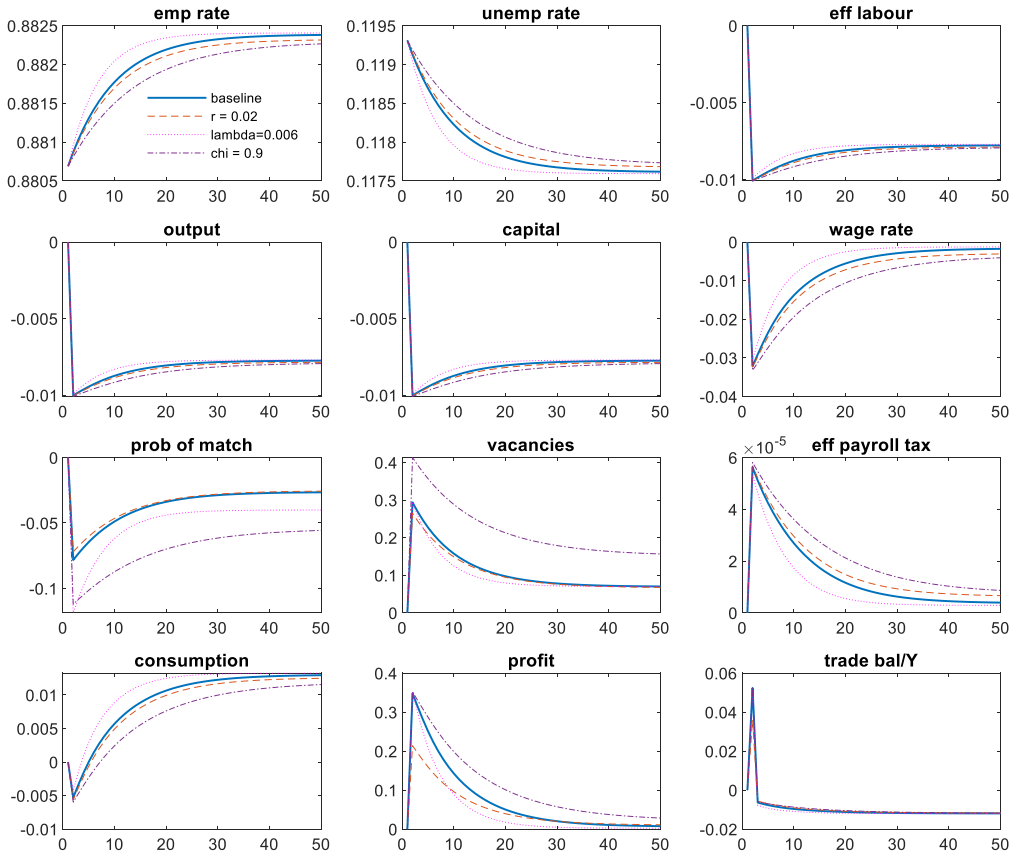 emp rate
0.8825
0.882
0.8815
0.881
0.8805
0 10 20 30 40 50
baseline
r = 0.02
lambda=0.006
chi = 0.9
unemp rate
0.1195
0.119
0.1185
0.118
0.1175
0 10 20 30 40 50
eff labour
0
-0.005
-0.01
0 10 20 30 40 50
output
0
-0.005
-0.01
0 10 20 30 40 50
capital
0
-0.005
-0.01
0 10 20 30 40 50
wage rate
0
-0.01
-0.02
-0.03
-0.04
0 10 20 30 40 50
prob of match
0
-0.05
-0.1
0 10 20 30 40 50
vacancies
0.4
0.3
0.2
0.1
0
0 10 20 30 40 50
eff payroll tax
×10⁻⁵
6
4
2
0
0 10 20 30 40 50
consumption
0.01
0.005
0
-0.005
-0.01
0 10 20 30 40 50
profit
0.4
0.3
0.2
0.1
0
0 10 20 30 40 50
trade bal/Y
0.06
0.04
0.02
0
-0.02
0 10 20 30 40 50